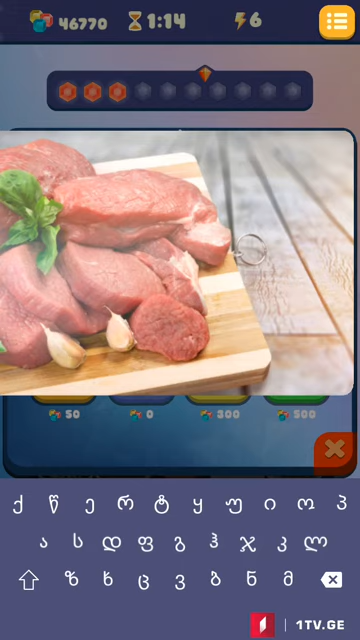 46770 1:14 6
50 0 300 500
ქ წ ე რ ტ ყ უ ი ო პ
ა ს დ ფ გ ჰ ჯ კ ლ
ზ ხ ც ვ ბ ნ მ
1TV.GE